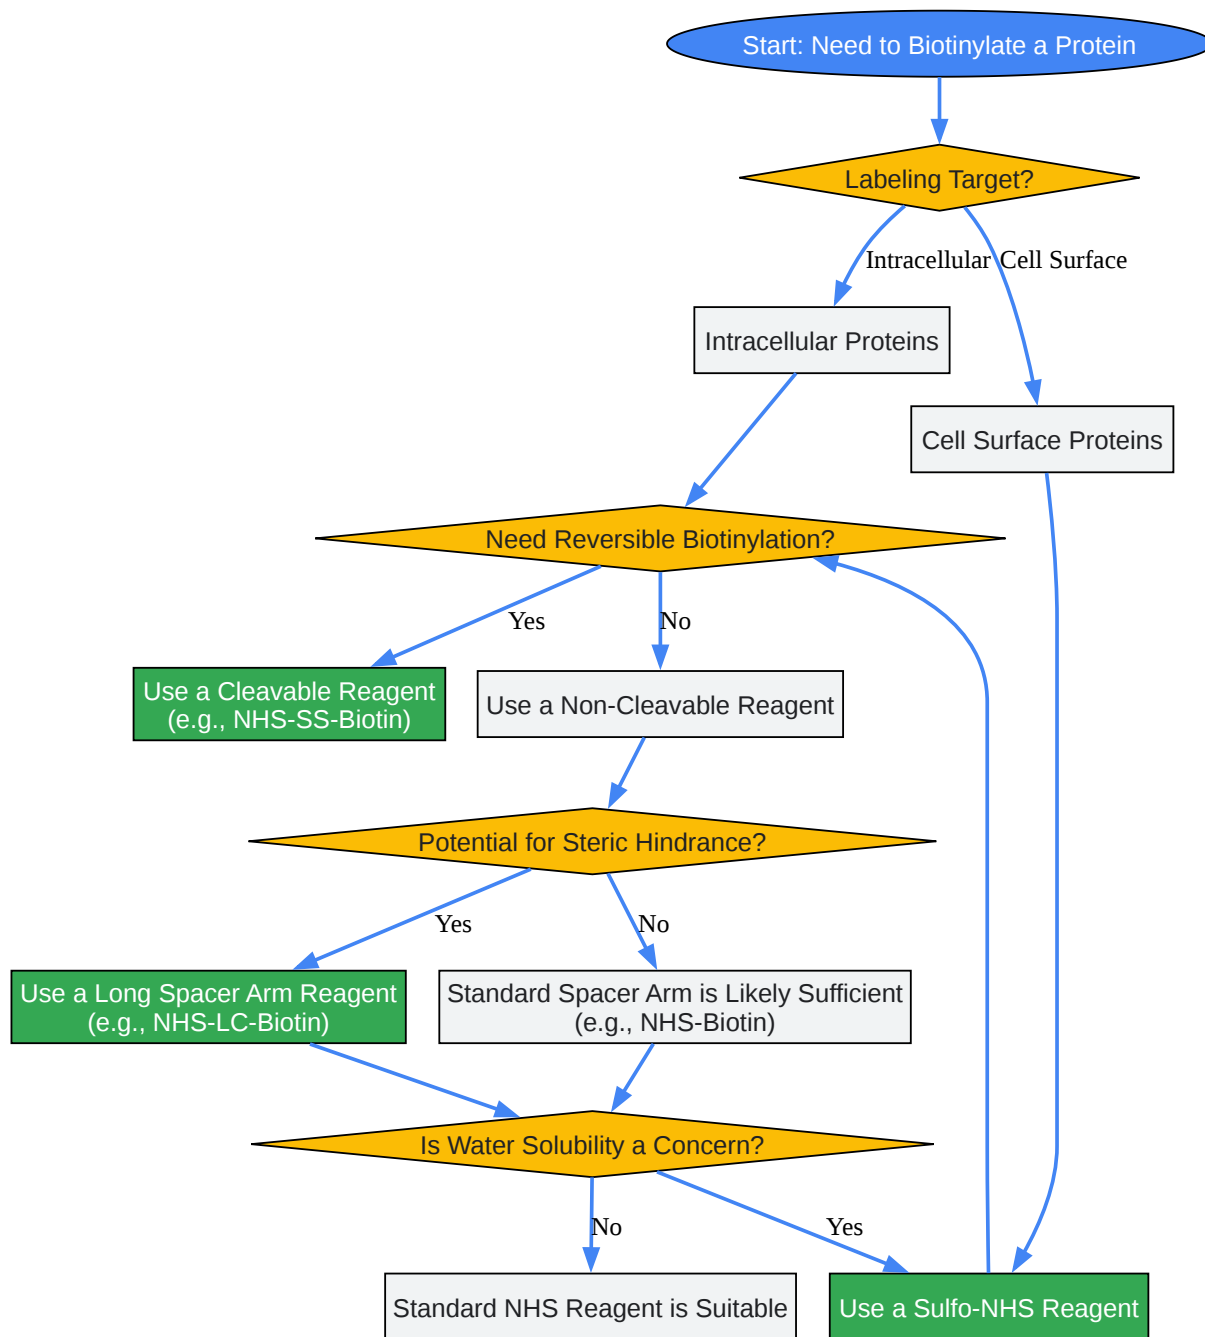 Start: Need to Biotinylate a Protein
Labeling Target?
Intracellular
Cell Surface
Intracellular Proteins
Cell Surface Proteins
Need Reversible Biotinylation?
Yes
No
Use a Cleavable Reagent
(e.g., NHS-SS-Biotin)
Use a Non-Cleavable Reagent
Potential for Steric Hindrance?
Yes
No
Use a Long Spacer Arm Reagent
(e.g., NHS-LC-Biotin)
Standard Spacer Arm is Likely Sufficient
(e.g., NHS-Biotin)
Is Water Solubility a Concern?
No
Yes
Standard NHS Reagent is Suitable
Use a Sulfo-NHS Reagent